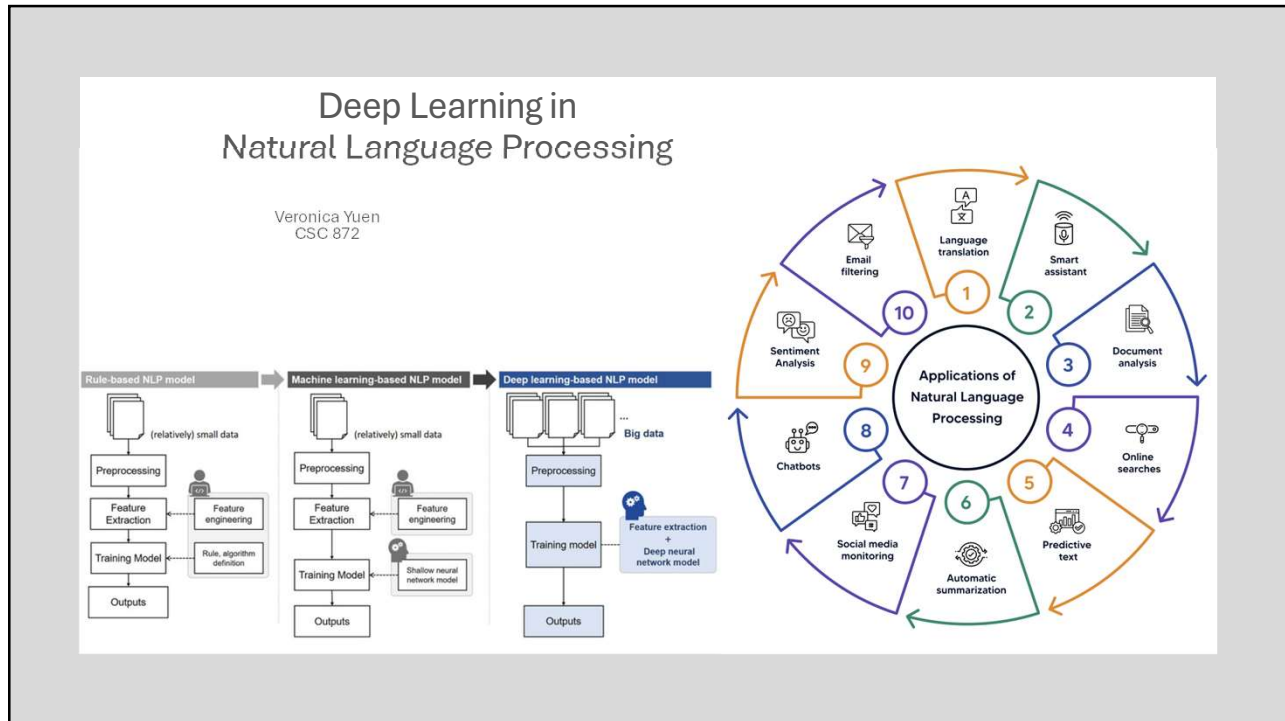 Deep Learning in
Natural Language Processing
Veronica Yuen
CSC 872
Rule-based NLP model
(relatively) small data
Preprocessing
Feature
Extraction
Feature
engineering
Training Model
Rule, algorithm
definition
Outputs
Machine learning-based NLP model
(relatively) small data
Preprocessing
Feature
Extraction
Feature
engineering
Training Model
Shallow neural
network model
Outputs
Deep learning-based NLP model
...
Big data
Preprocessing
Training model
Feature extraction
+
Deep neural
network model
Outputs
Applications of
Natural Language
Processing
A
文
Language
translation
1
Smart
assistant
2
Document
analysis
3
Online
searches
4
Predictive
text
5
Automatic
summarization
6
Social media
monitoring
7
Chatbots
8
Sentiment
Analysis
9
Email
filtering
10